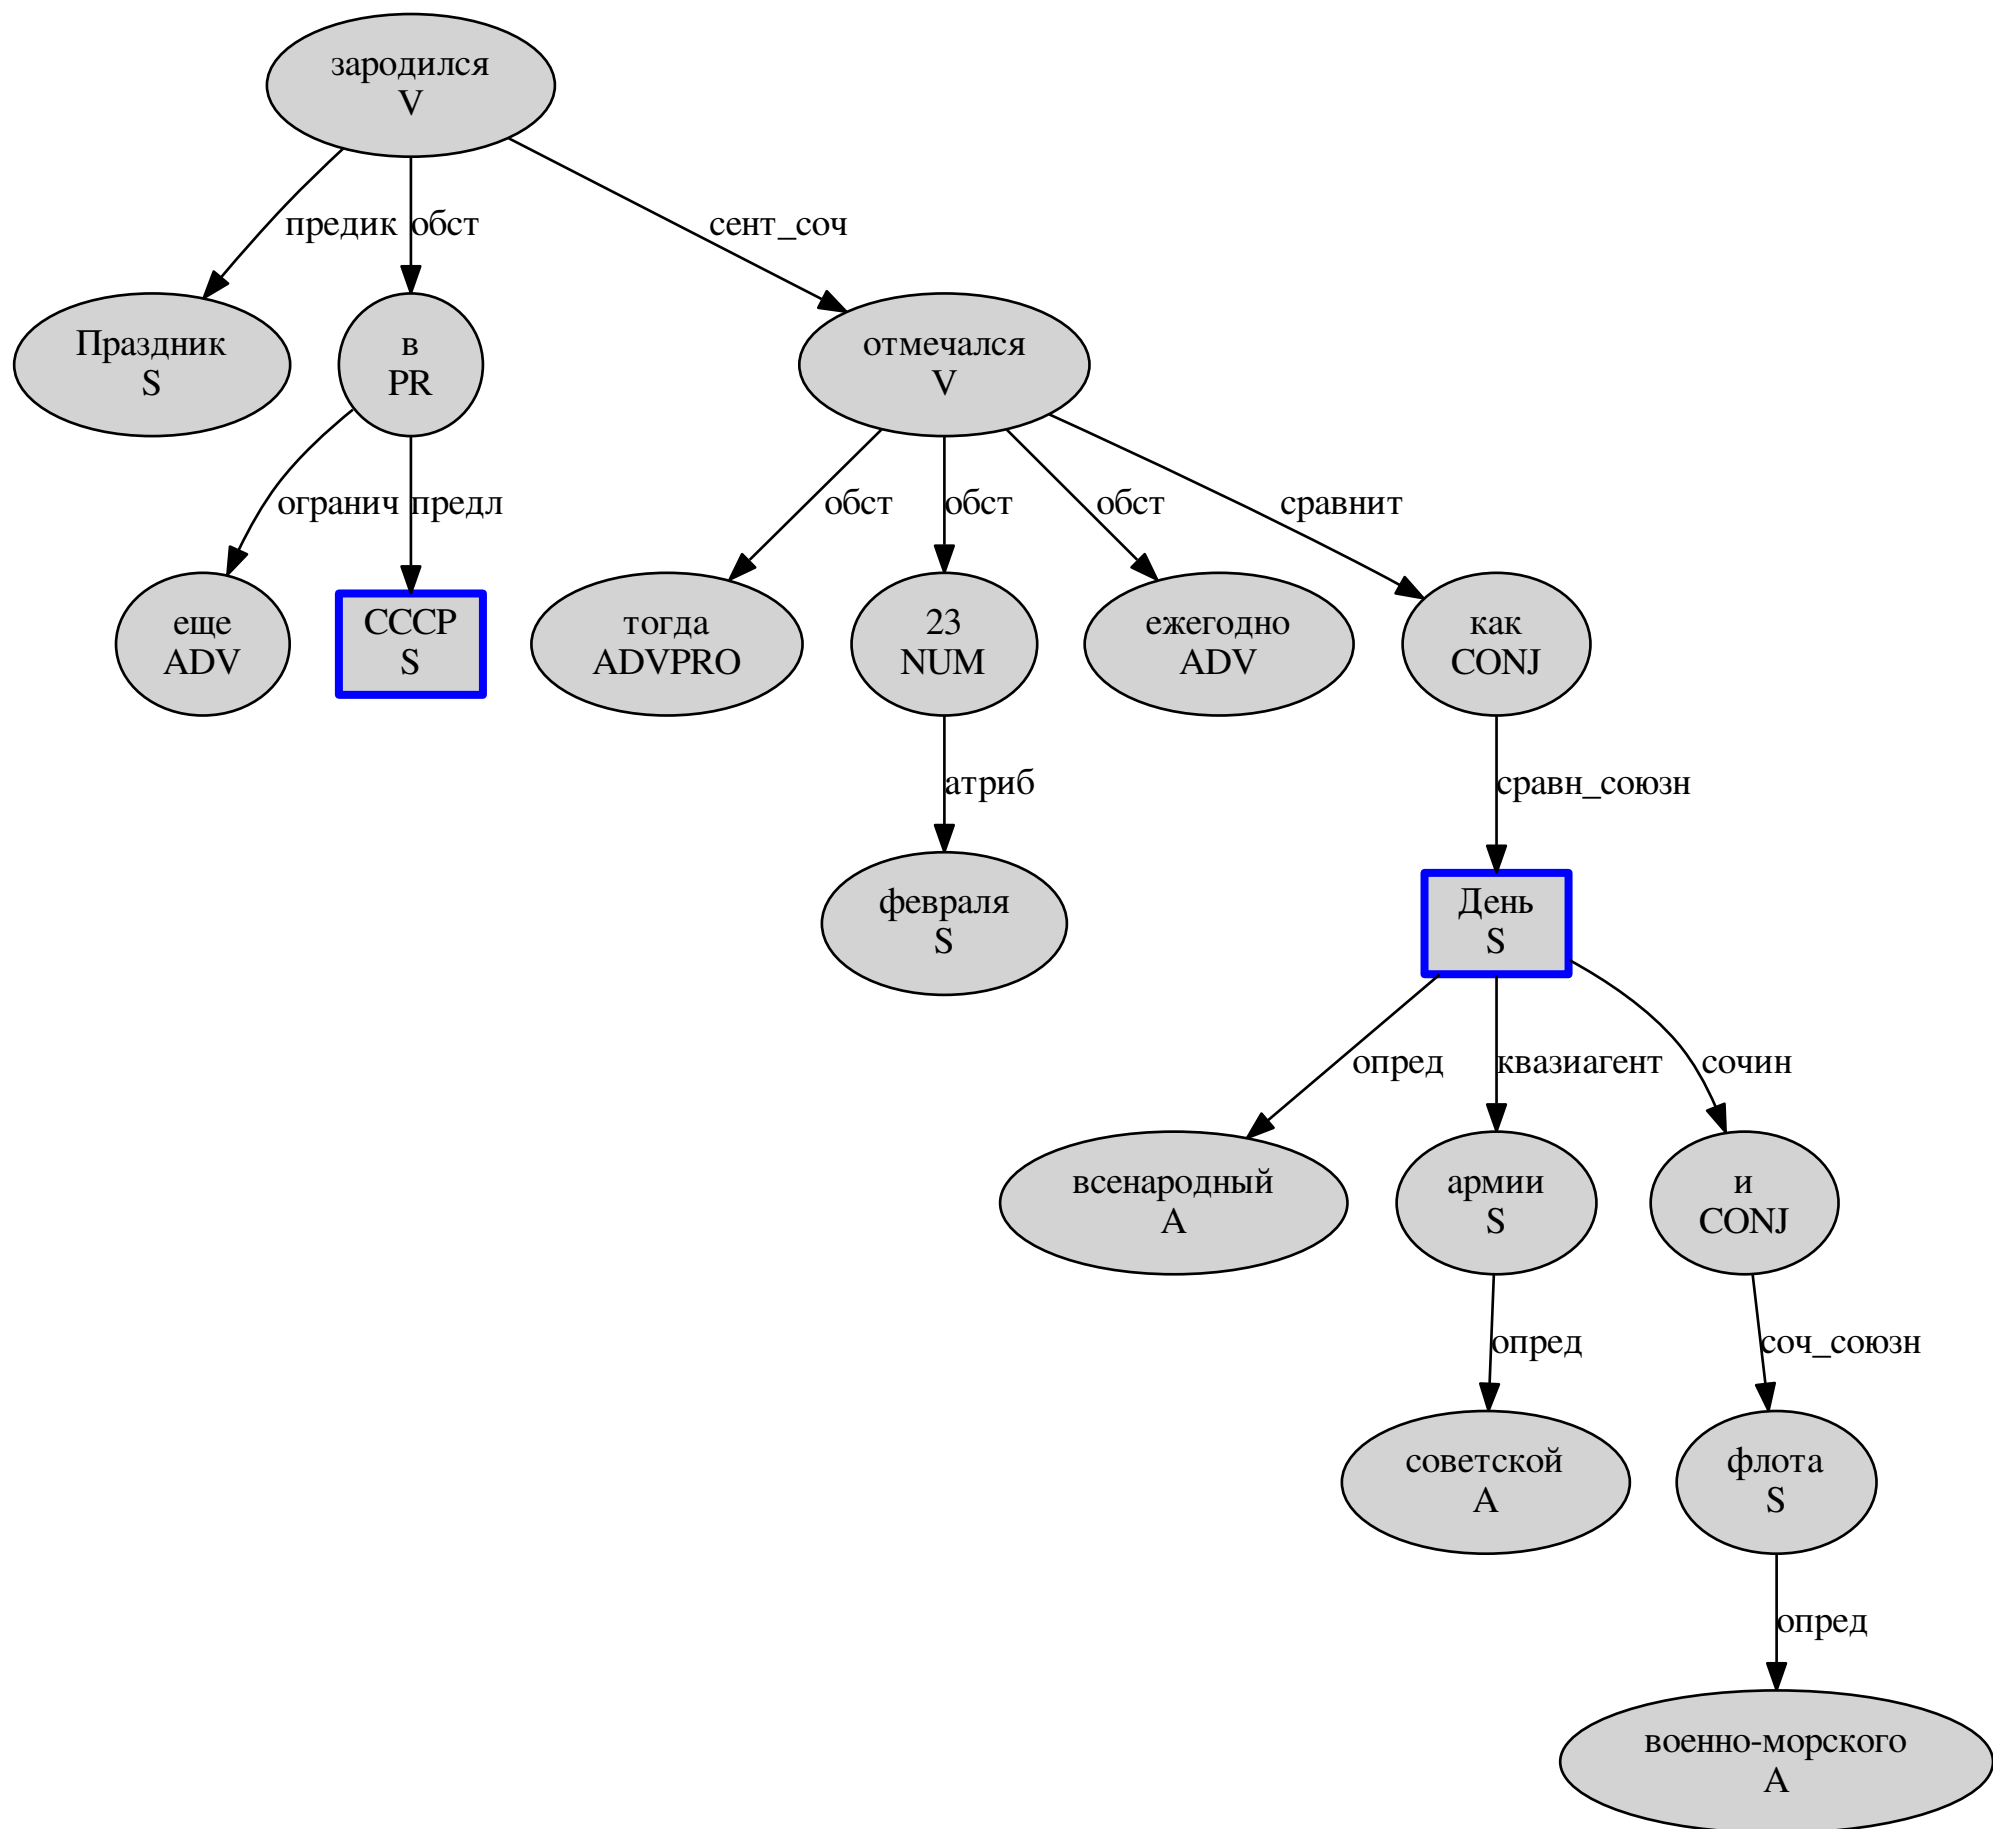 зародился
V
предик
обст
сент_соч
Праздник
S
в
PR
отмечался
V
огранич
предл
обст
обст
обст
сравнит
еще
ADV
СССР
S
тогда
ADVPRO
23
NUM
ежегодно
ADV
как
CONJ
атриб
сравн_союзн
февраля
S
День
S
опред
квазиагент
сочин
всенародный
A
армии
S
и
CONJ
опред
соч_союзн
советской
A
флота
S
опред
военно-морского
A